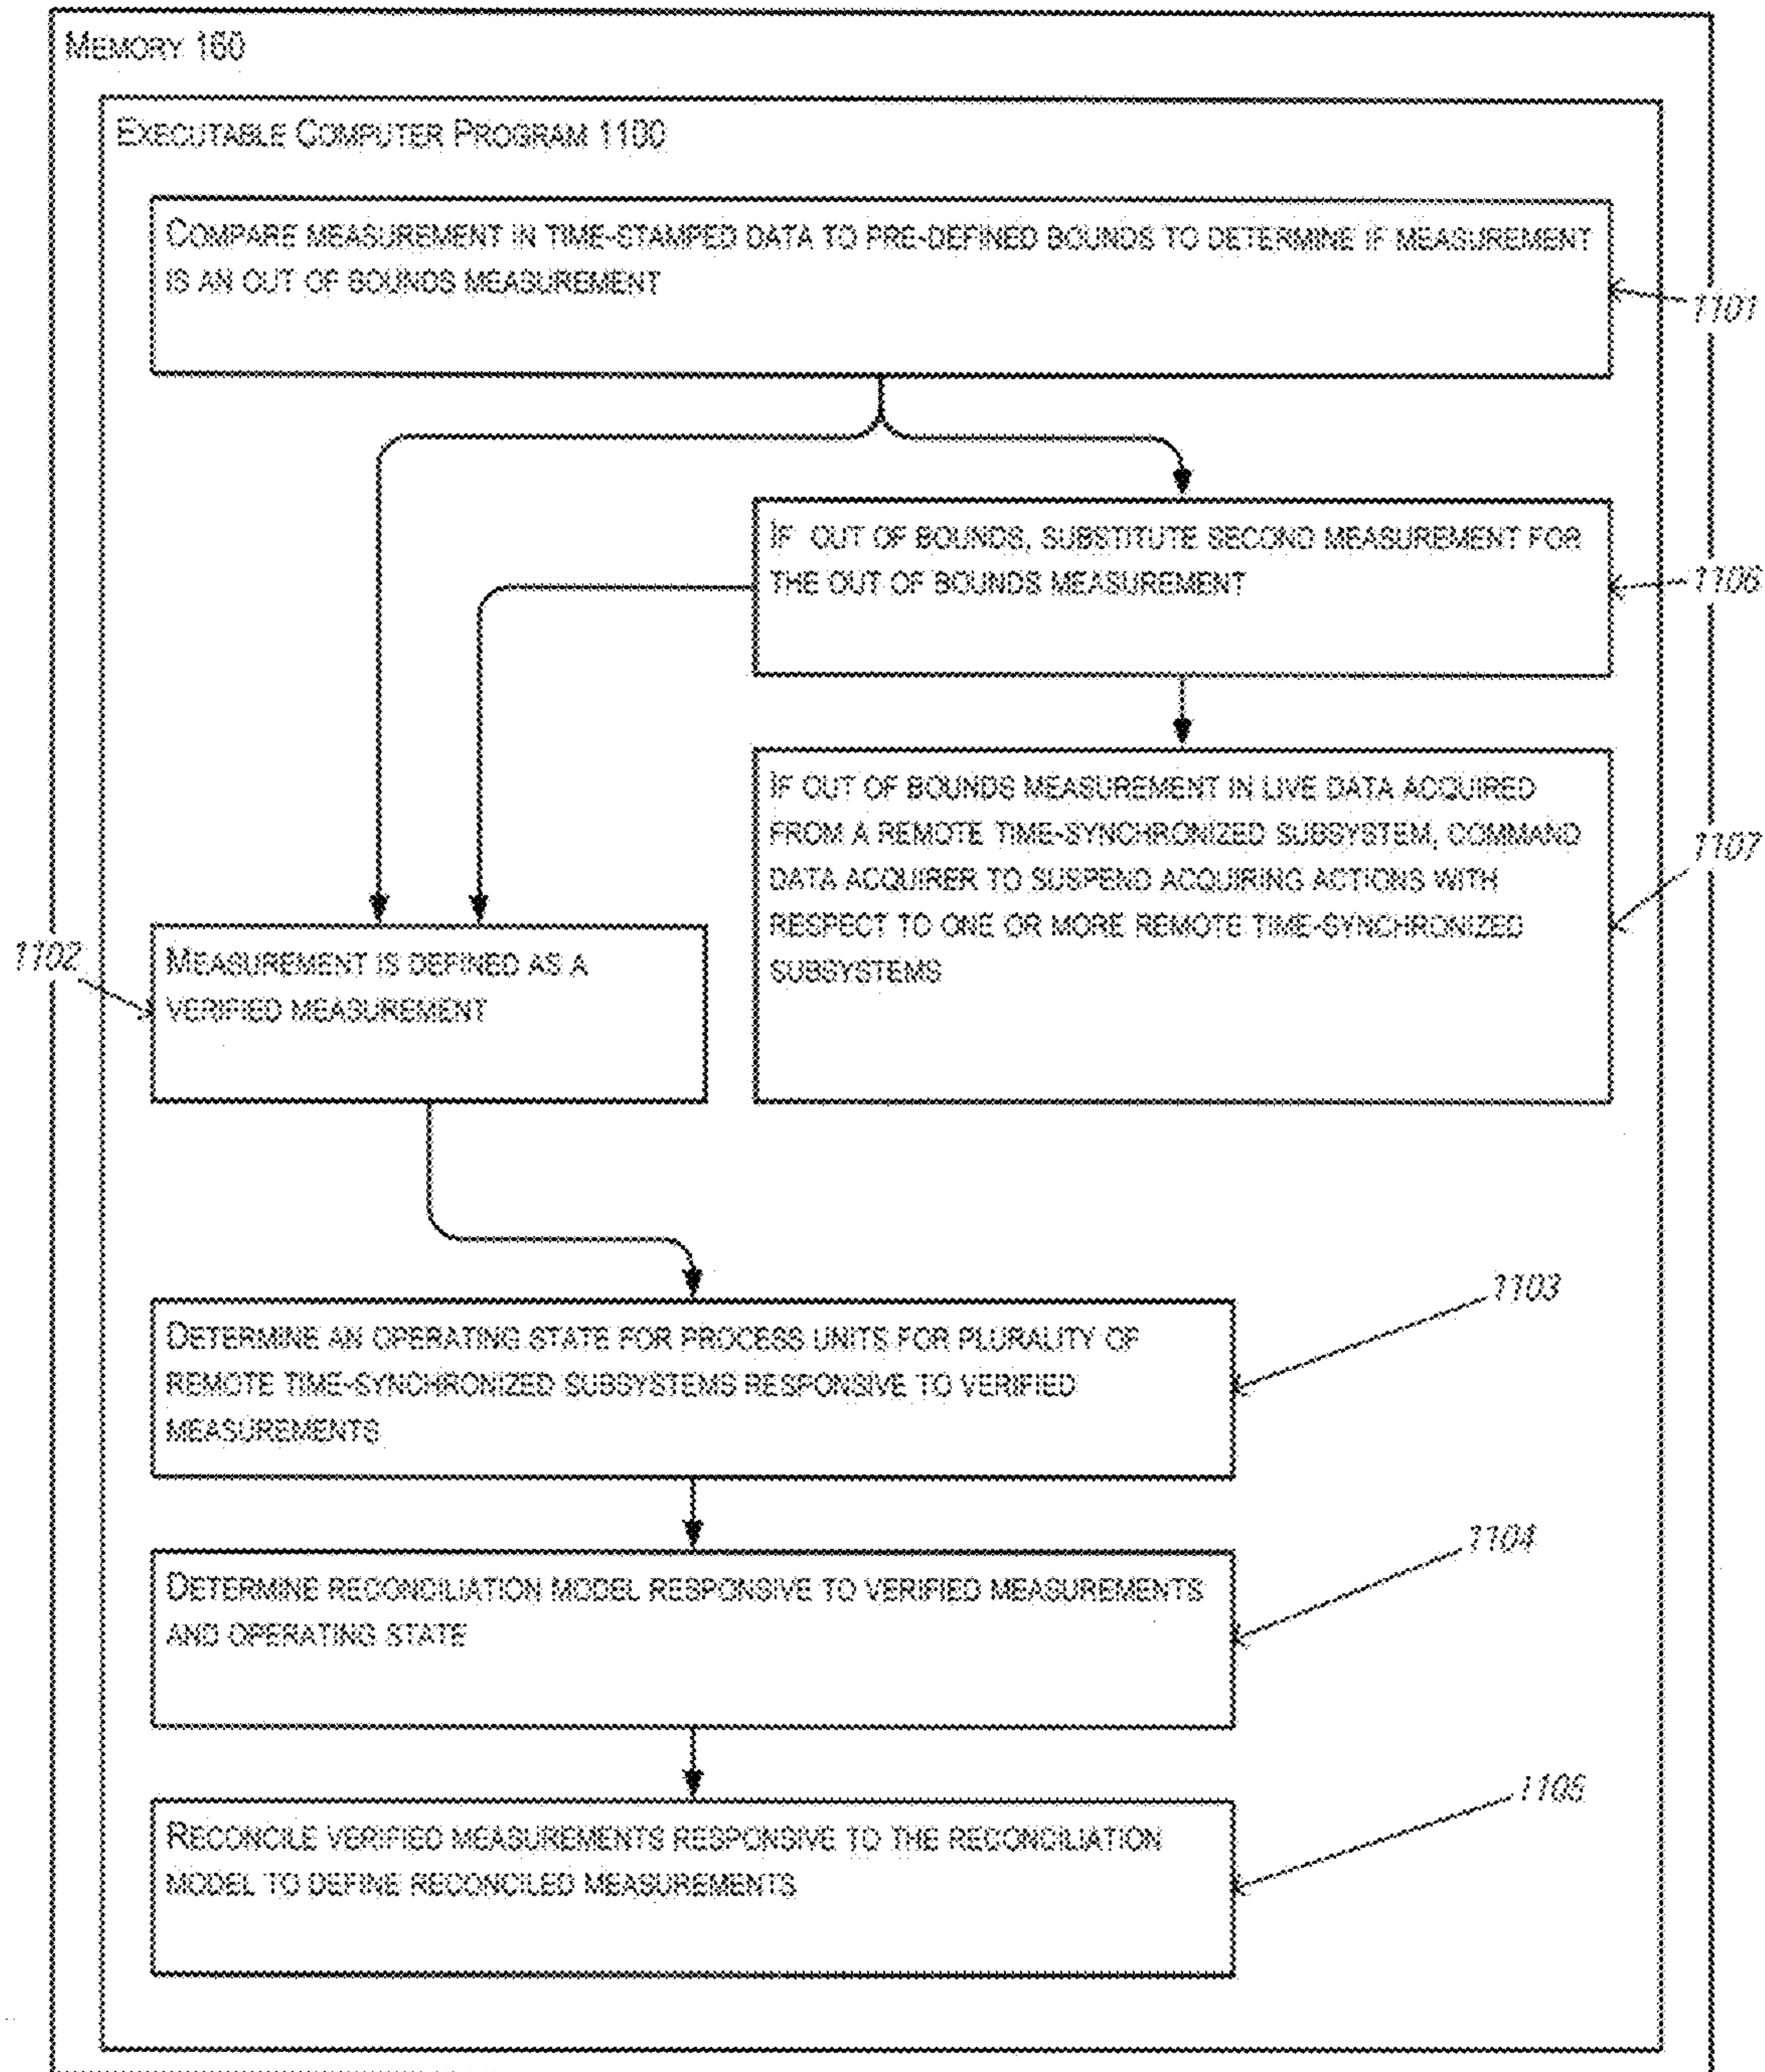 MEMORY 160
EXECUTABLE COMPUTER PROGRAM 1100
COMPARE MEASUREMENT IN TIME-STAMPED DATA TO PRE-DEFINED BOUNDS TO DETERMINE IF MEASUREMENT
IS AN OUT OF BOUNDS MEASUREMENT
1101
IF OUT OF BOUNDS, SUBSTITUTE SECOND MEASUREMENT FOR
THE OUT OF BOUNDS MEASUREMENT
1106
IF OUT OF BOUNDS MEASUREMENT IN LIVE DATA ACQUIRED
FROM A REMOTE TIME-SYNCHRONIZED SUBSYSTEM, COMMAND
DATA ACQUIRER TO SUSPEND ACQUIRING ACTIONS WITH
RESPECT TO ONE OR MORE REMOTE TIME-SYNCHRONIZED
SUBSYSTEMS
1107
1102
MEASUREMENT IS DEFINED AS A
VERIFIED MEASUREMENT
1103
DETERMINE AN OPERATING STATE FOR PROCESS UNITS FOR PLURALITY OF
REMOTE TIME-SYNCHRONIZED SUBSYSTEMS RESPONSIVE TO VERIFIED
MEASUREMENTS
1104
DETERMINE RECONCILIATION MODEL RESPONSIVE TO VERIFIED MEASUREMENTS
AND OPERATING STATE
1105
RECONCILE VERIFIED MEASUREMENTS RESPONSIVE TO THE RECONCILIATION
MODEL TO DEFINE RECONCILED MEASUREMENTS